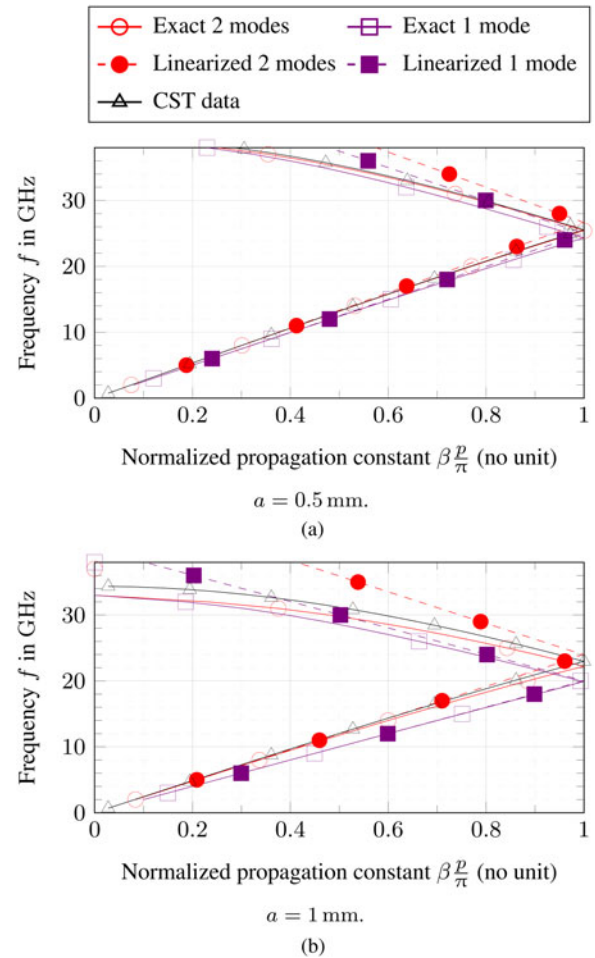 Exact 2 modes Exact 1 mode
Linearized 2 modes Linearized 1 mode
CST data
Frequency f in GHz
30
20
10
0
0 0.2 0.4 0.6 0.8 1
Normalized propagation constant β p/π (no unit)
a = 0.5 mm.
(a)
Frequency f in GHz
30
20
10
0
0 0.2 0.4 0.6 0.8 1
Normalized propagation constant β p/π (no unit)
a = 1 mm.
(b)